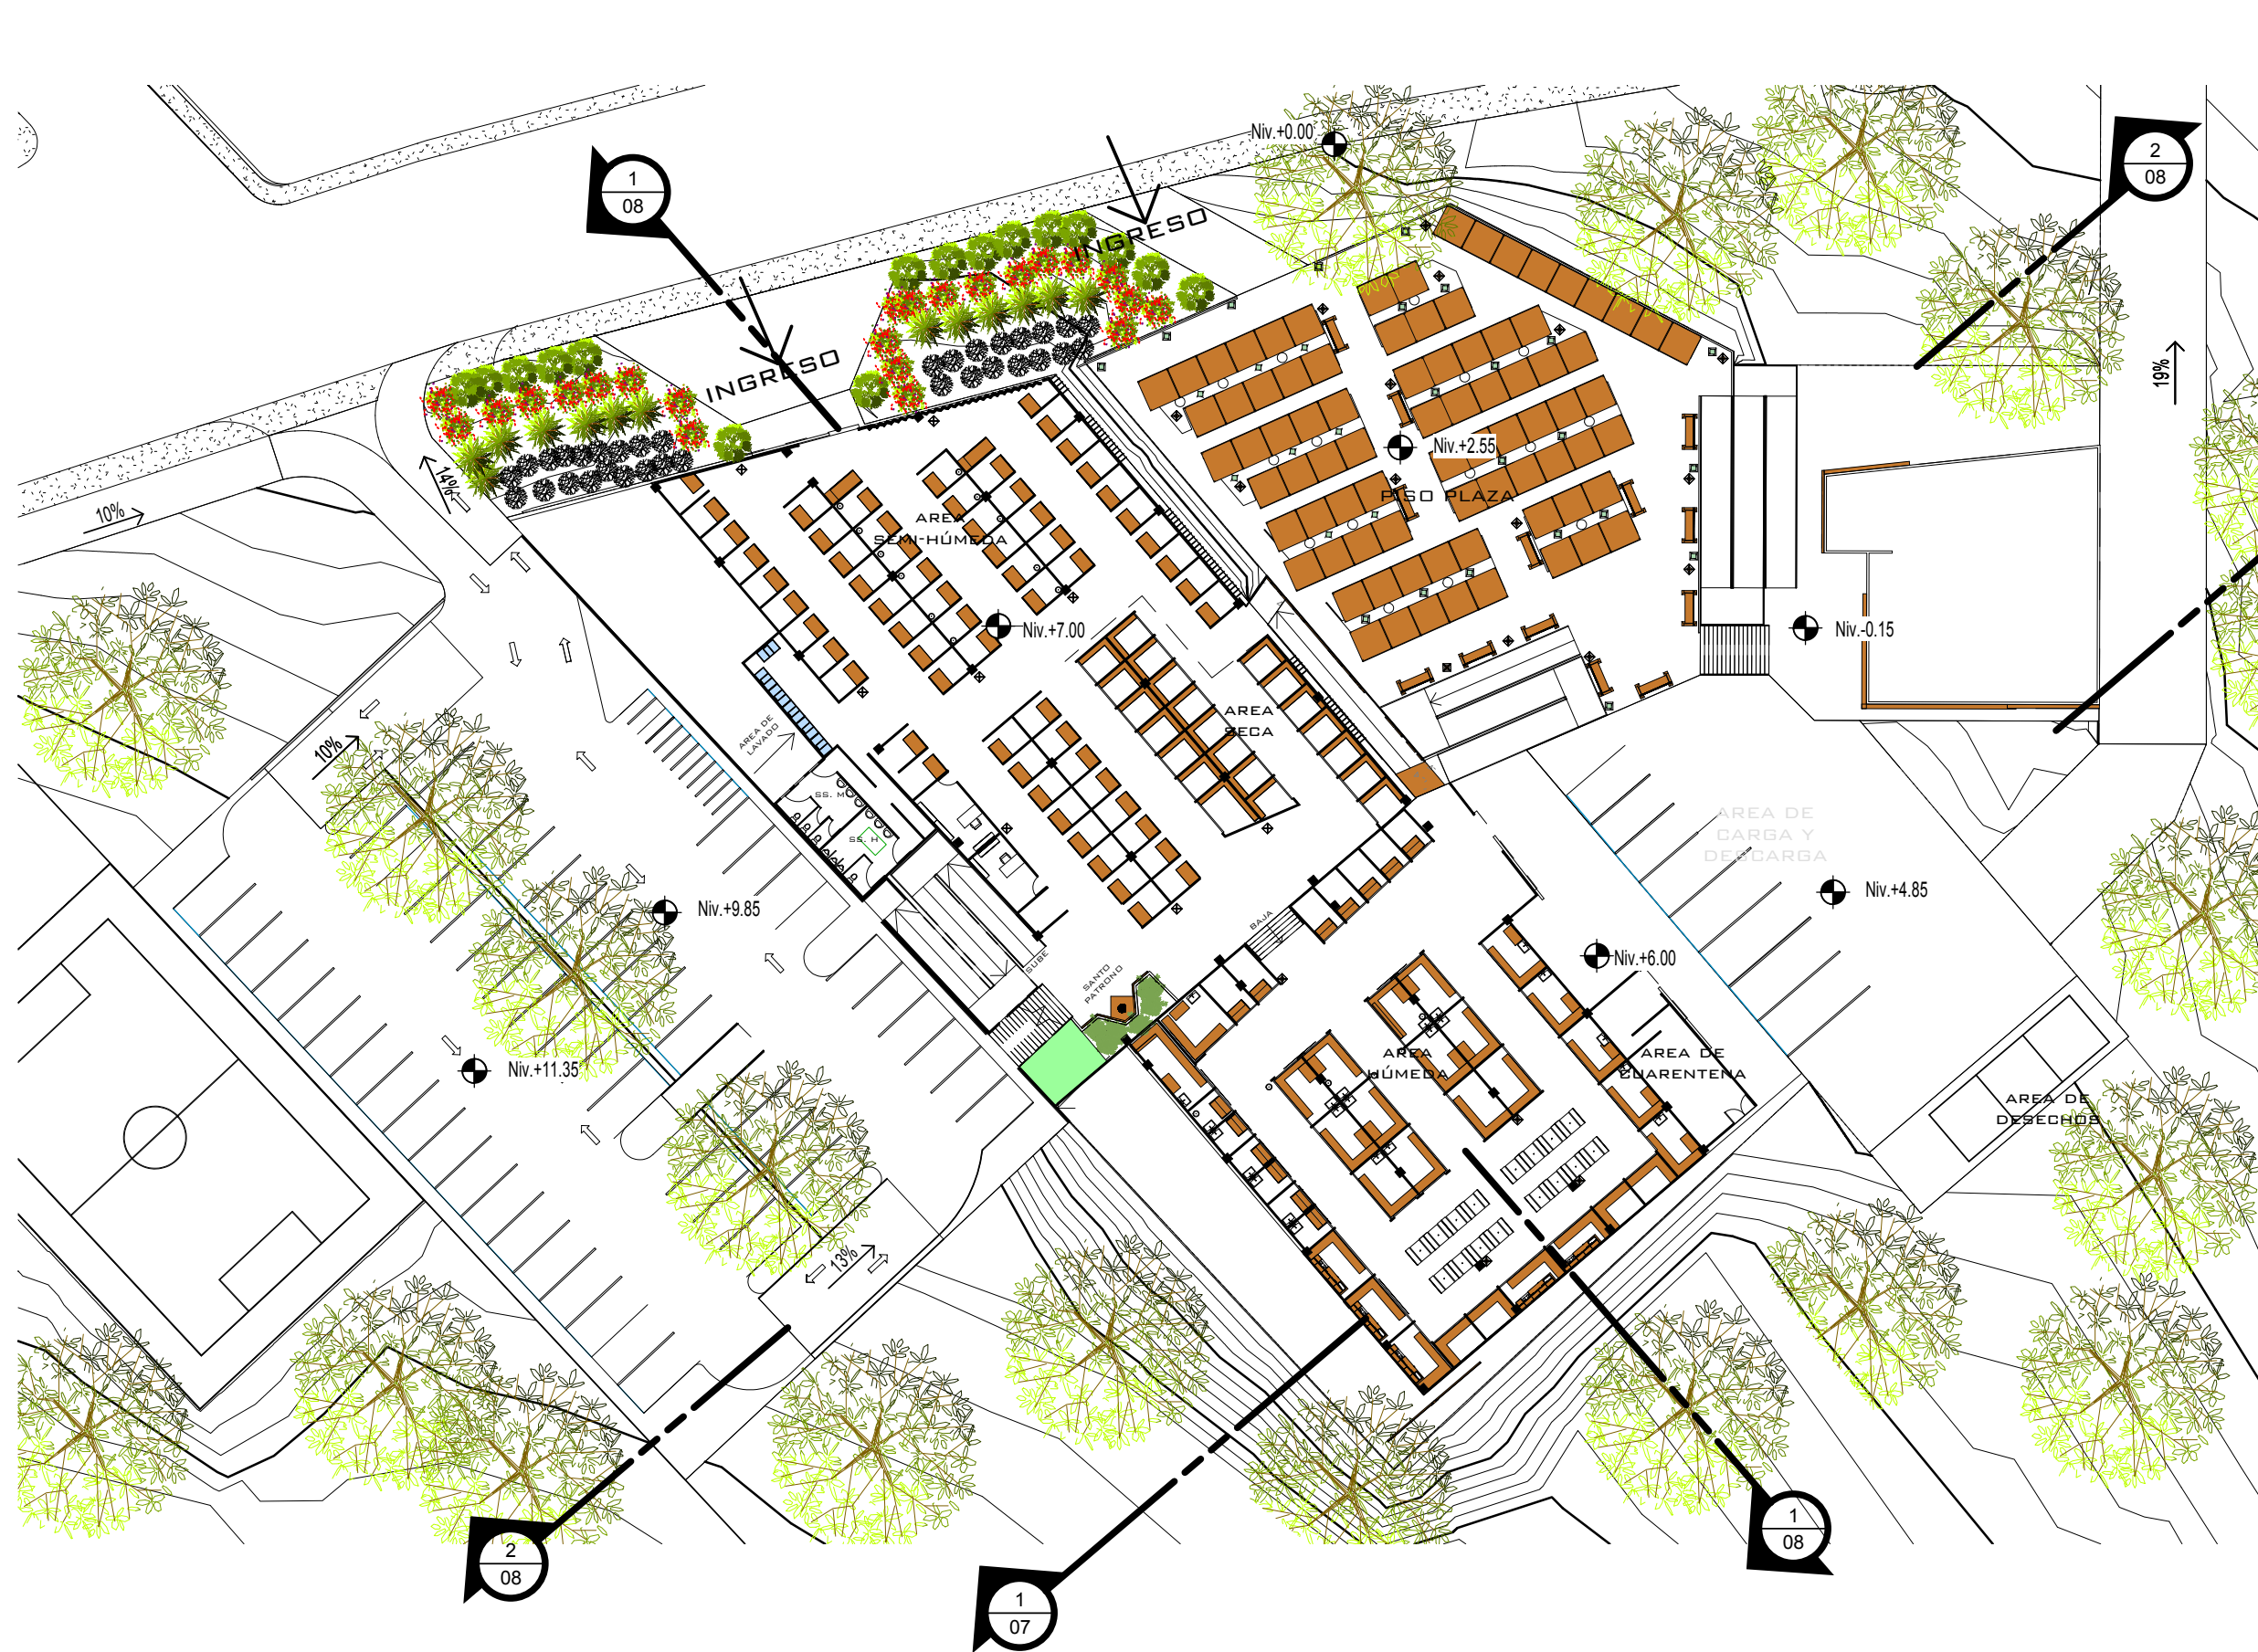 Niv.+0.00
1
08
2
08
INGRESO
INGRESO
19%
14%
10%
Niv.+2.55
PISO PLAZA
AREA
SEMI-HÚMEDA
Niv.+7.00
Niv.-0.15
AREA
SECA
AREA DE
LAVADO
10%
SS. M
SS. H
AREA DE
CARGA Y
DESCARGA
Niv.+4.85
Niv.+9.85
BAJA
SUBE
SANTO
PATRONO
Niv.+6.00
Niv.+11.35
AREA
HÚMEDA
AREA DE
CUARENTENA
AREA DE
DESECHOS
13%
2
08
1
07
1
08